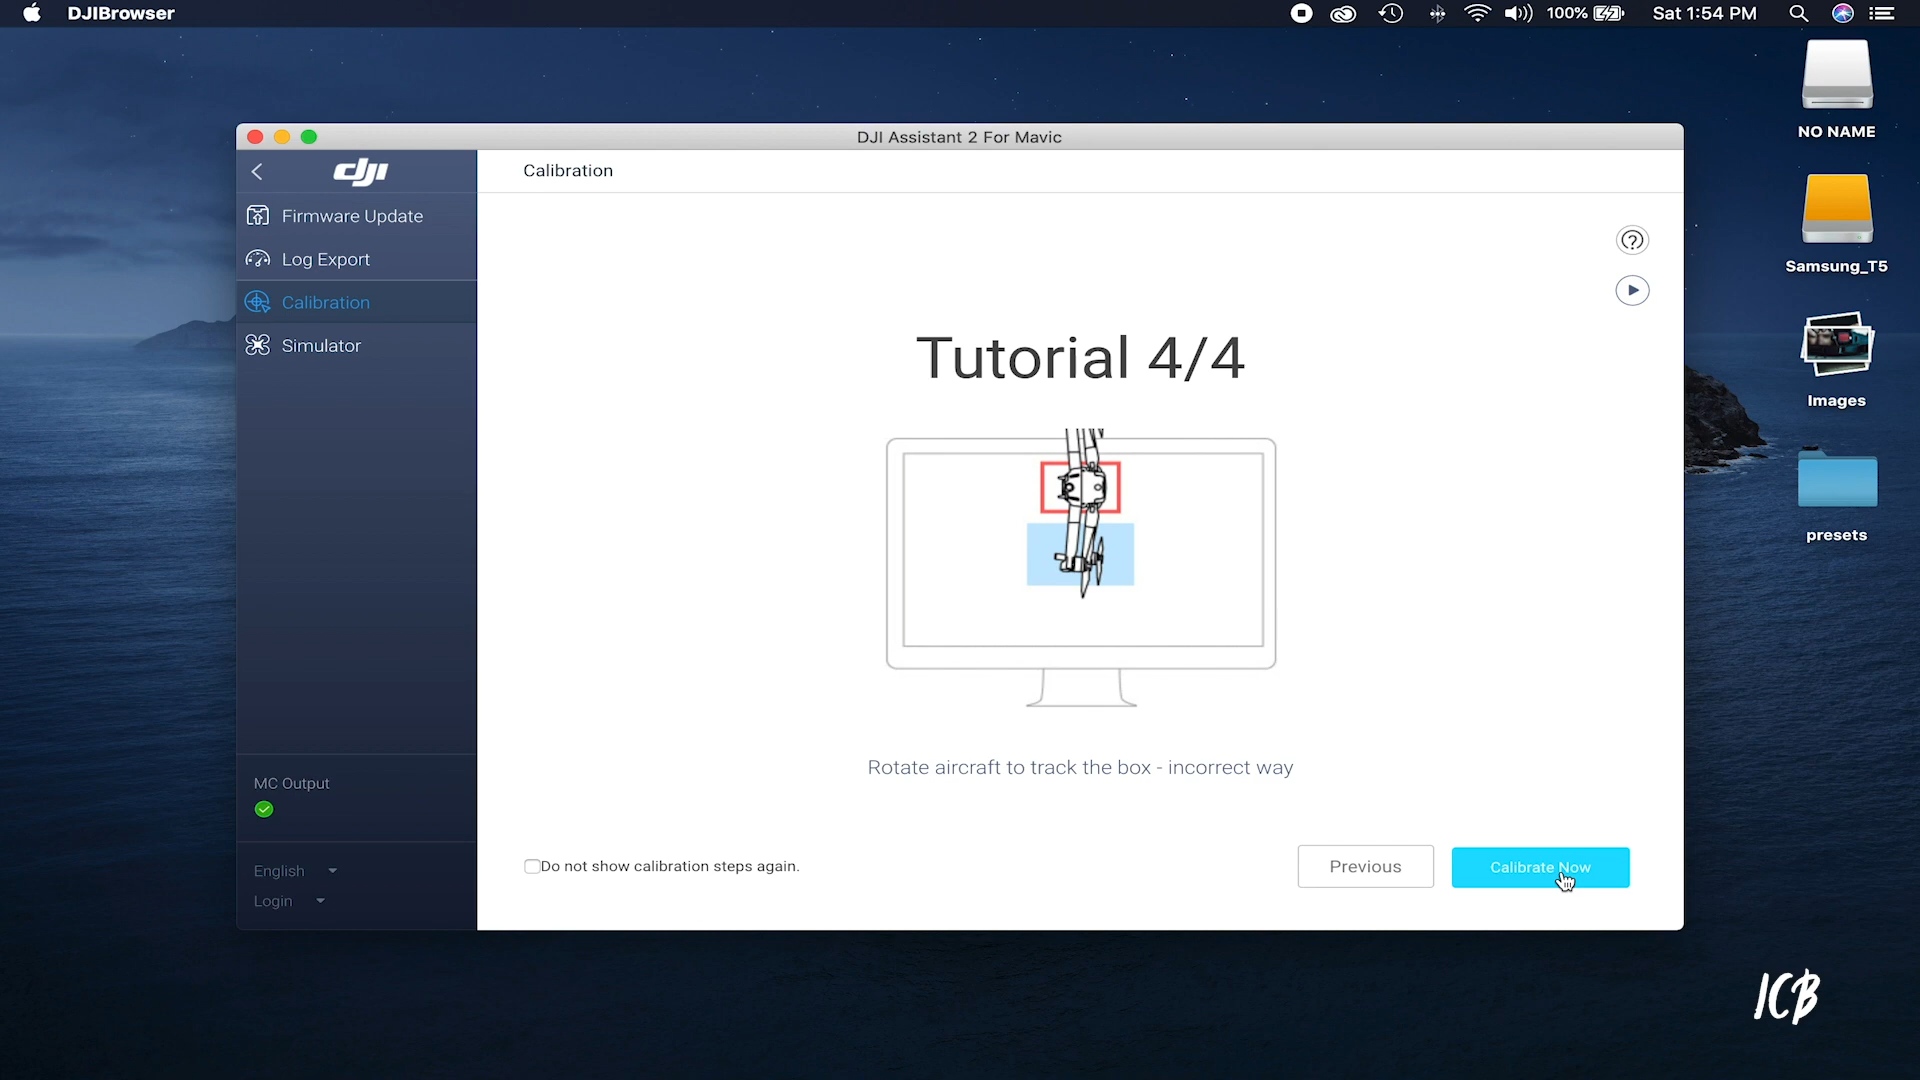 DJIBrowser
100%
Sat 1:54 PM
NO NAME
DJI Assistant 2 For Mavic
dji
Calibration
Firmware Update
Log Export
Calibration
Simulator
Samsung_T5
Tutorial 4/4
Images
presets
Rotate aircraft to track the box - incorrect way
MC Output
Do not show calibration steps again.
Previous
Calibrate Now
English
Login
ICB